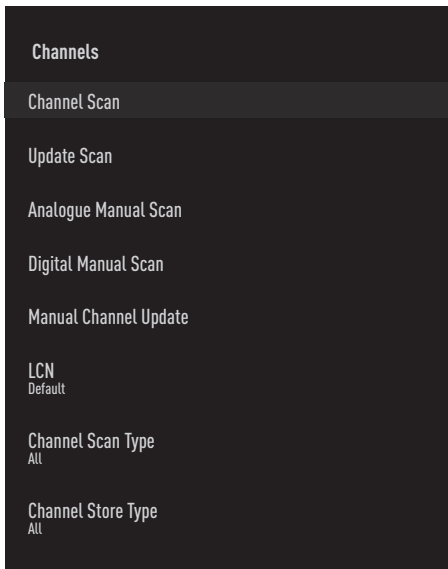 Channels
Channel Scan
Update Scan
Analogue Manual Scan
Digital Manual Scan
Manual Channel Update
LCN
Default
Channel Scan Type
All
Channel Store Type
All